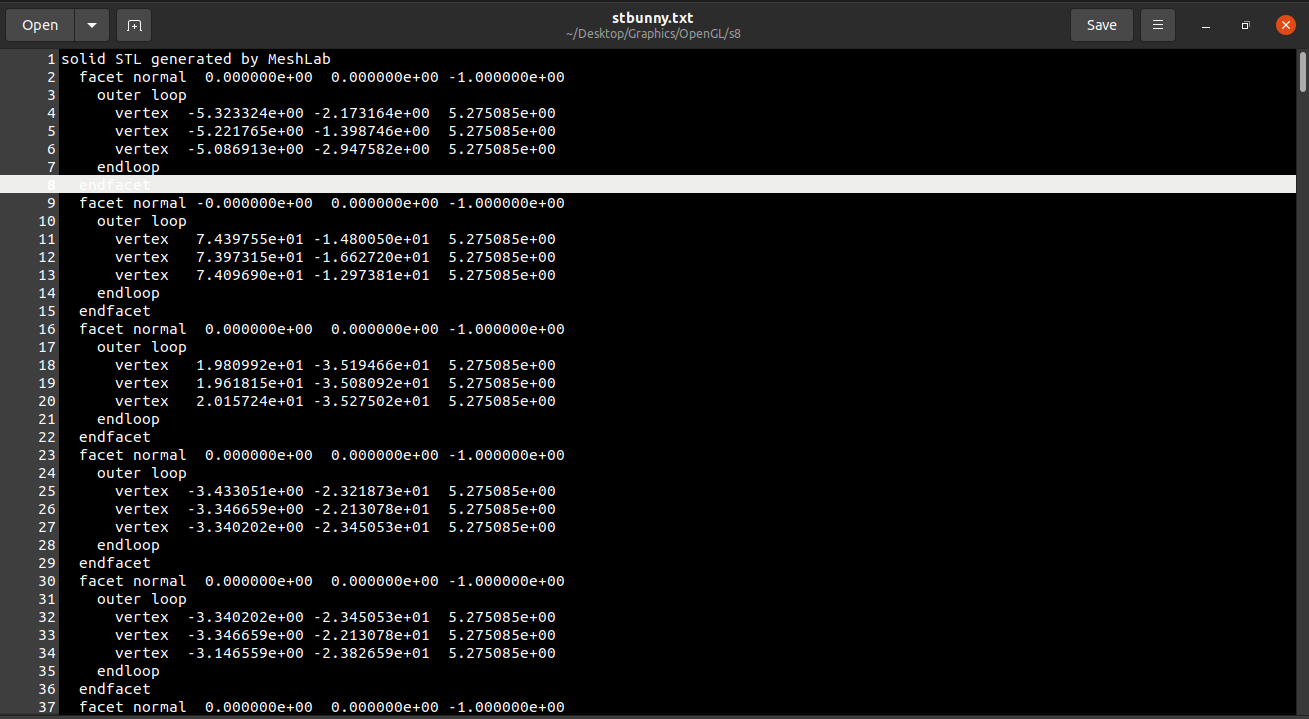 Open
stbunny.txt
~/Desktop/Graphics/OpenGL/s8
Save
1 solid STL generated by MeshLab
2 facet normal 0.000000e+00 0.000000e+00 -1.000000e+00
3 outer loop
4 vertex -5.323324e+00 -2.173164e+00 5.275085e+00
5 vertex -5.221765e+00 -1.398746e+00 5.275085e+00
6 vertex -5.086913e+00 -2.947582e+00 5.275085e+00
7 endloop
8 endfacet
9 facet normal -0.000000e+00 0.000000e+00 -1.000000e+00
10 outer loop
11 vertex 7.439755e+01 -1.480050e+01 5.275085e+00
12 vertex 7.397315e+01 -1.662720e+01 5.275085e+00
13 vertex 7.409690e+01 -1.297381e+01 5.275085e+00
14 endloop
15 endfacet
16 facet normal 0.000000e+00 0.000000e+00 -1.000000e+00
17 outer loop
18 vertex 1.980992e+01 -3.519466e+01 5.275085e+00
19 vertex 1.961815e+01 -3.508092e+01 5.275085e+00
20 vertex 2.015724e+01 -3.527502e+01 5.275085e+00
21 endloop
22 endfacet
23 facet normal 0.000000e+00 0.000000e+00 -1.000000e+00
24 outer loop
25 vertex -3.433051e+00 -2.321873e+01 5.275085e+00
26 vertex -3.346659e+00 -2.213078e+01 5.275085e+00
27 vertex -3.340202e+00 -2.345053e+01 5.275085e+00
28 endloop
29 endfacet
30 facet normal 0.000000e+00 0.000000e+00 -1.000000e+00
31 outer loop
32 vertex -3.340202e+00 -2.345053e+01 5.275085e+00
33 vertex -3.346659e+00 -2.213078e+01 5.275085e+00
34 vertex -3.146559e+00 -2.382659e+01 5.275085e+00
35 endloop
36 endfacet
37 facet normal 0.000000e+00 0.000000e+00 -1.000000e+00